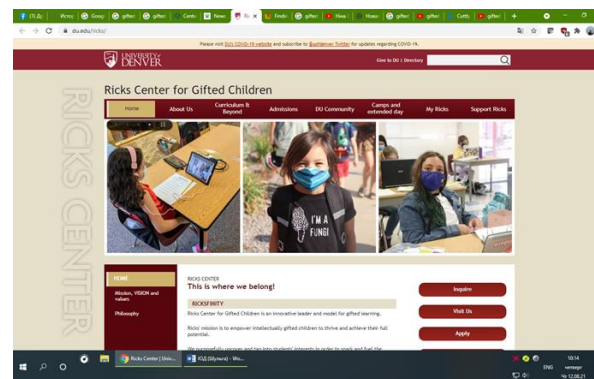 du.edu/ricks/
Please visit DU's COVID-19 website and subscribe to
for updates regarding COVID-19.
UNIVERSITY of
DENVER
Give to DU | Directory
RICKS CENTER
Ricks Center for Gifted Children
Home
About Us
Curriculum &
Beyond
Admissions
DU Community
Camps and
extended day
My Ricks
Support Ricks
I'M A
FUNGI
HOME
Mission, VISION and
values
Philosophy
RICKS CENTER
This is where we belong!
RICKSFINITY
Ricks Center for Gifted Children is an innovative leader and model for gifted learning.
Ricks' mission is to empower intellectually gifted children to thrive and achieve their full
potential.
Inquire
Visit Us
Apply
Ricks Center | Univ...
ENG
10:14
четверг
Чт 12.08.21